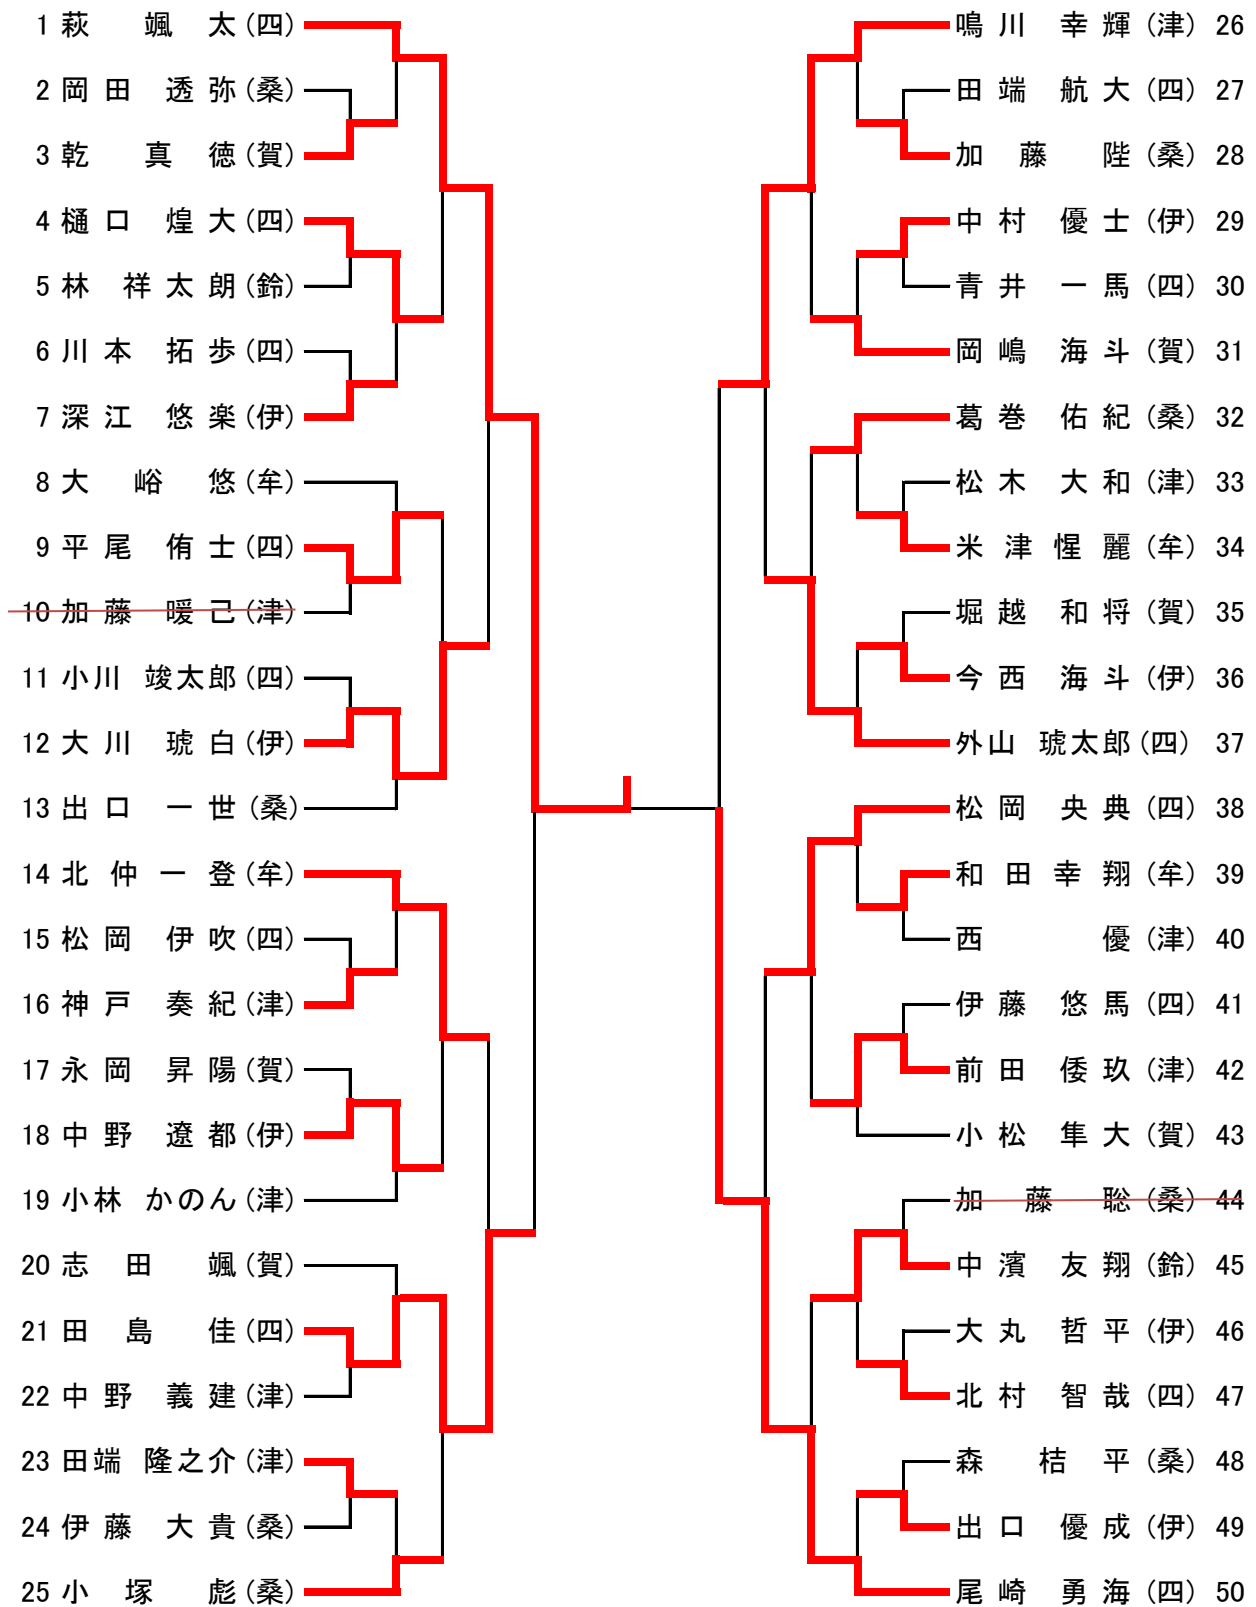 1 萩 颯 太 (四)
2 岡 田 透 弥 (桑)
3 乾 真 徳 (賀)
4 樋 口 煌 大 (四)
5 林 祥 太 朗 (鈴)
6 川 本 拓 歩 (四)
7 深 江 悠 楽 (伊)
8 大 峪 悠 (牟)
9 平 尾 侑 士 (四)
10 加 藤 暖 己 (津)
11 小川 竣太郎 (四)
12 大 川 琥 白 (伊)
13 出 口 一 世 (桑)
14 北 仲 一 登 (牟)
15 松 岡 伊 吹 (四)
16 神 戸 奏 紀 (津)
17 永 岡 昇 陽 (賀)
18 中 野 遼 都 (伊)
19 小林 かのん (津)
20 志 田 颯 (賀)
21 田 島 佳 (四)
22 中 野 義 建 (津)
23 田端 隆之介 (津)
24 伊 藤 大 貴 (桑)
25 小 塚 彪 (桑)
鳴 川 幸 輝 (津) 26
田 端 航 大 (四) 27
加 藤 陛 (桑) 28
中 村 優 士 (伊) 29
青 井 一 馬 (四) 30
岡 嶋 海 斗 (賀) 31
葛 巻 佑 紀 (桑) 32
松 木 大 和 (津) 33
米 津 惺 麗 (牟) 34
堀 越 和 将 (賀) 35
今 西 海 斗 (伊) 36
外山 琥太郎 (四) 37
松 岡 央 典 (四) 38
和 田 幸 翔 (牟) 39
西 優 (津) 40
伊 藤 悠 馬 (四) 41
前 田 倭 玖 (津) 42
小 松 隼 大 (賀) 43
加 藤 聡 (桑) 44
中 濱 友 翔 (鈴) 45
大 丸 哲 平 (伊) 46
北 村 智 哉 (四) 47
森 桔 平 (桑) 48
出 口 優 成 (伊) 49
尾 崎 勇 海 (四) 50